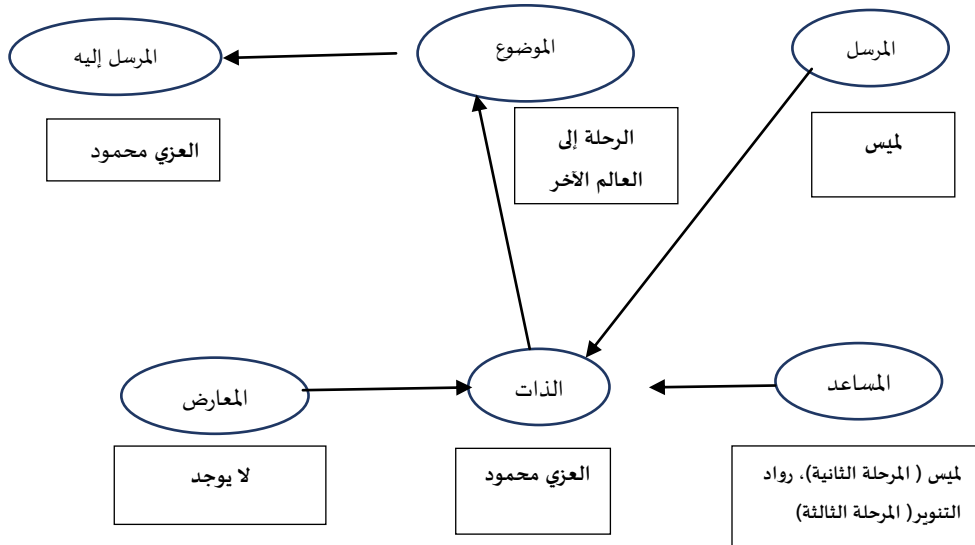 المرسل
الموضوع
المرسل إليه
لميس
الرحلة إلى
العالم الآخر
العزي محمود
المساعد
الذات
المعارض
لميس ( المرحلة الثانية)، رواد
التنوير( المرحلة الثالثة)
العزي محمود
لا يوجد